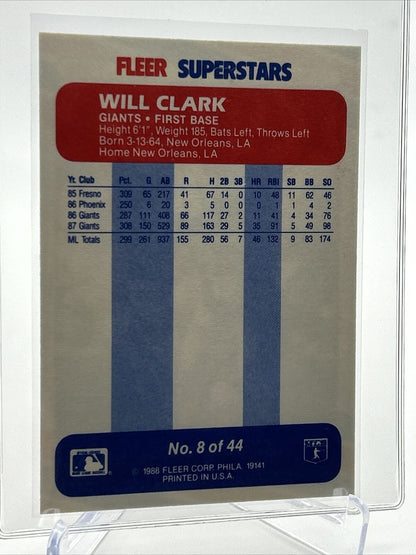 FLEER SUPERSTARS
WILL CLARK
GIANTS • FIRST BASE
Height 6'1", Weight 185, Bats Left, Throws Left
Born 3-13-64, New Orleans, LA
Home New Orleans, LA
Yr. Club Pct. G AB R H 2B 3B HR RBI SB BB SO
85 Fresno .309 65 217 41 67 14 0 10 48 11 62 46
86 Phoenix .250 6 20 3 5 0 0 0 1 1 4 2
86 Giants .287 111 408 66 117 27 2 11 41 4 34 76
87 Giants .308 150 529 89 163 29 5 35 91 5 49 98
ML Totals .299 261 937 155 280 56 7 46 132 9 83 174
No. 8 of 44
© 1988 FLEER CORP. PHILA. 19141
PRINTED IN U.S.A.